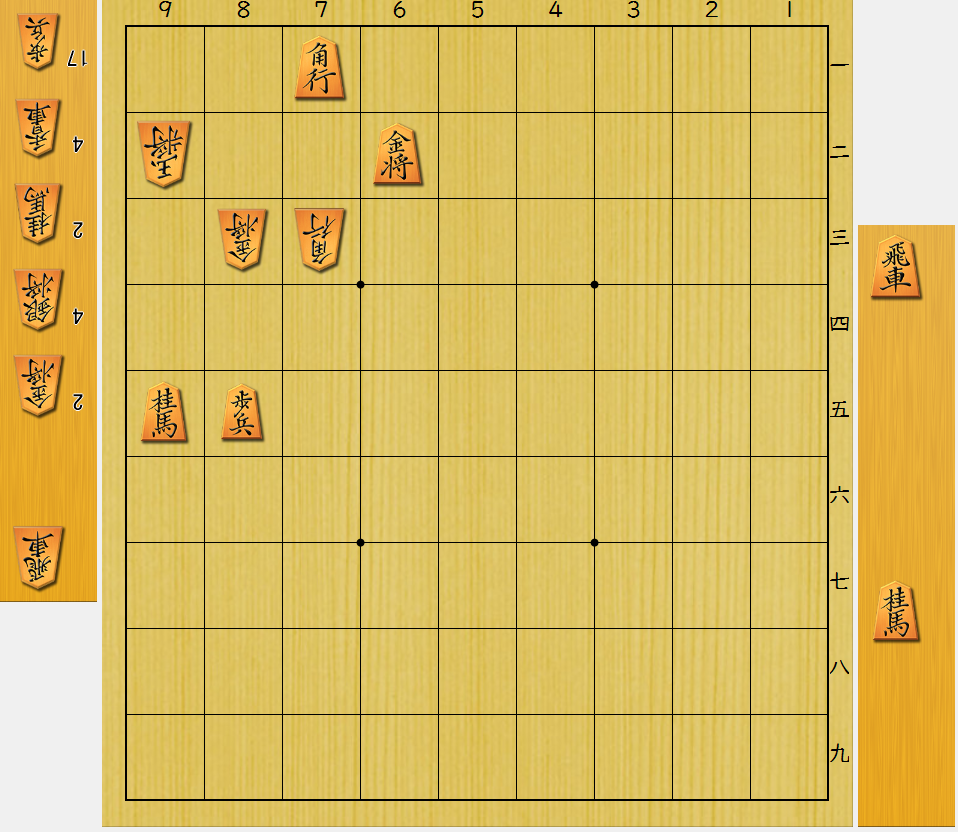 9 8 7 6 5 4 3 2 1
角行 一
玉将 金将 二
金将 角行 三
四
桂馬 歩兵 五
六
七
八
九
歩兵 17
香車 4
桂馬 2
銀将 4
金将 2
飛車
飛車
桂馬